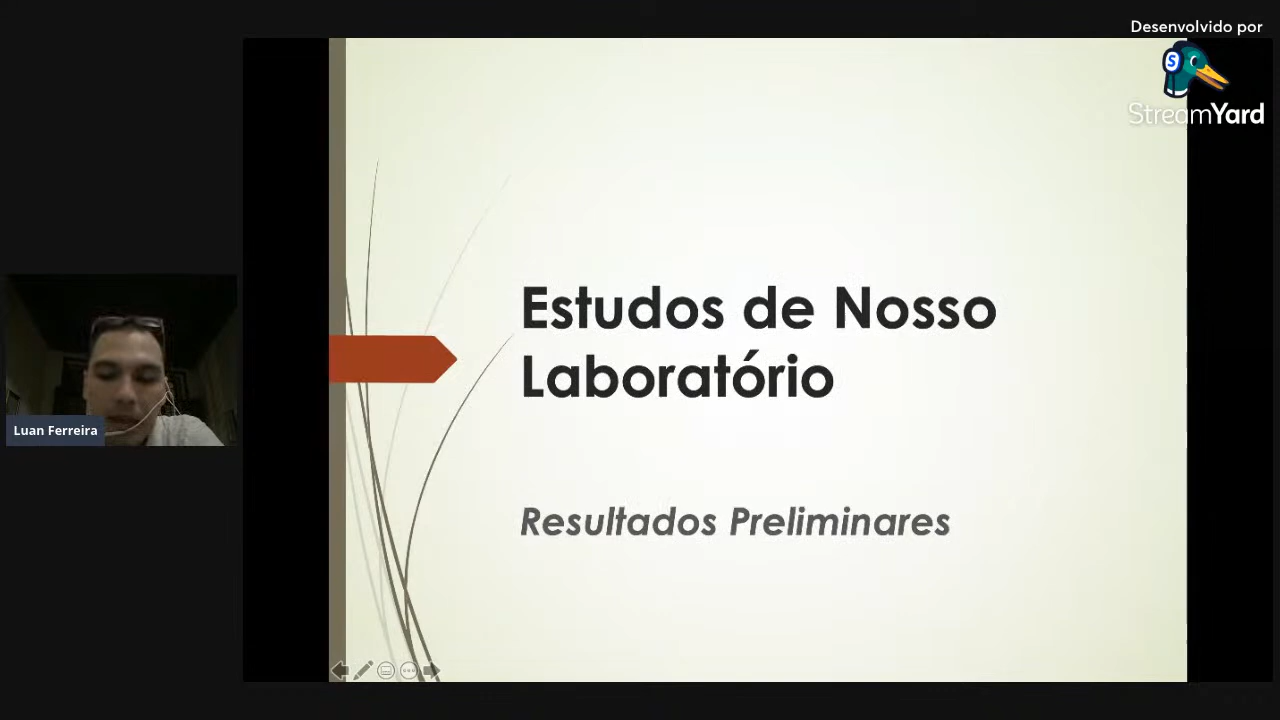 Desenvolvido por
StreamYard
Estudos de Nosso
Laboratório
Resultados Preliminares
Luan Ferreira